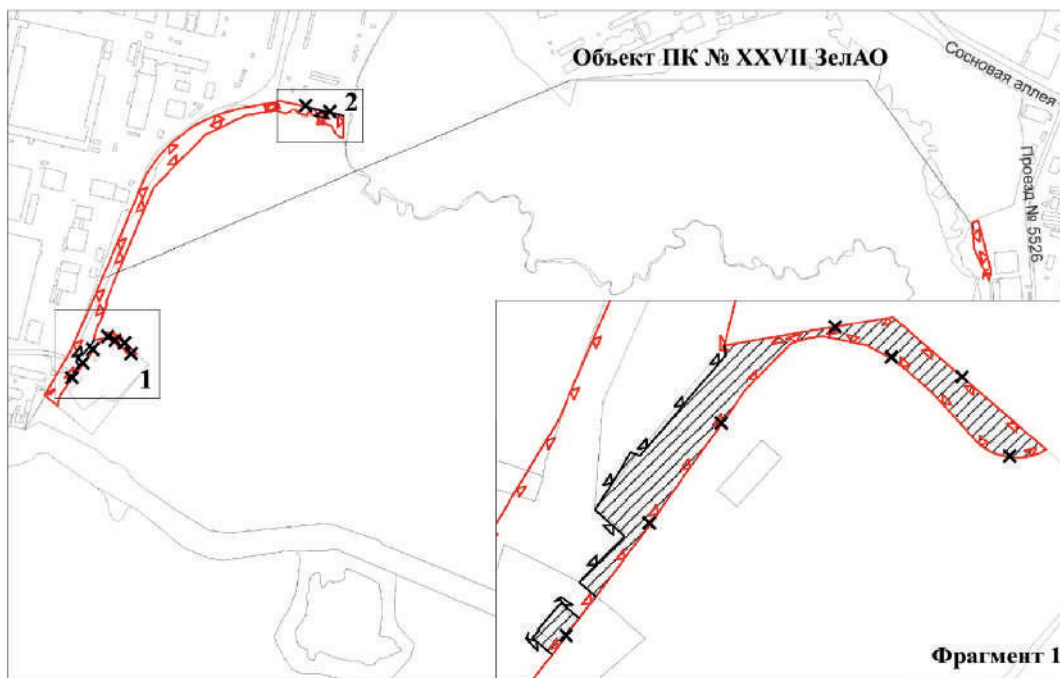 Объект ПК № XXVII ЗелАО
Сосновая аллея
Проезд № 5526
2
1
Фрагмент 1